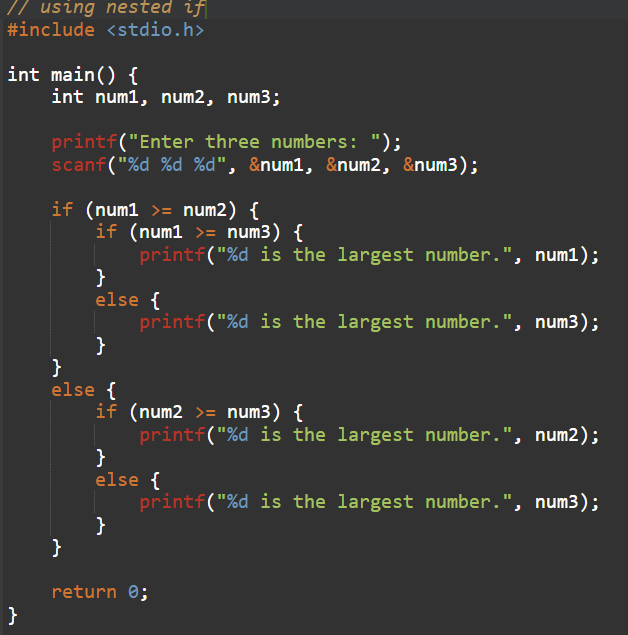 // using nested if
#include <stdio.h>
int main() {
    int num1, num2, num3;
    printf("Enter three numbers: ");
    scanf("%d %d %d", &num1, &num2, &num3);
    if (num1 >= num2) {
        if (num1 >= num3) {
            printf("%d is the largest number.", num1);
        }
        else {
            printf("%d is the largest number.", num3);
        }
    }
    else {
        if (num2 >= num3) {
            printf("%d is the largest number.", num2);
        }
        else {
            printf("%d is the largest number.", num3);
        }
    }
    return 0;
}